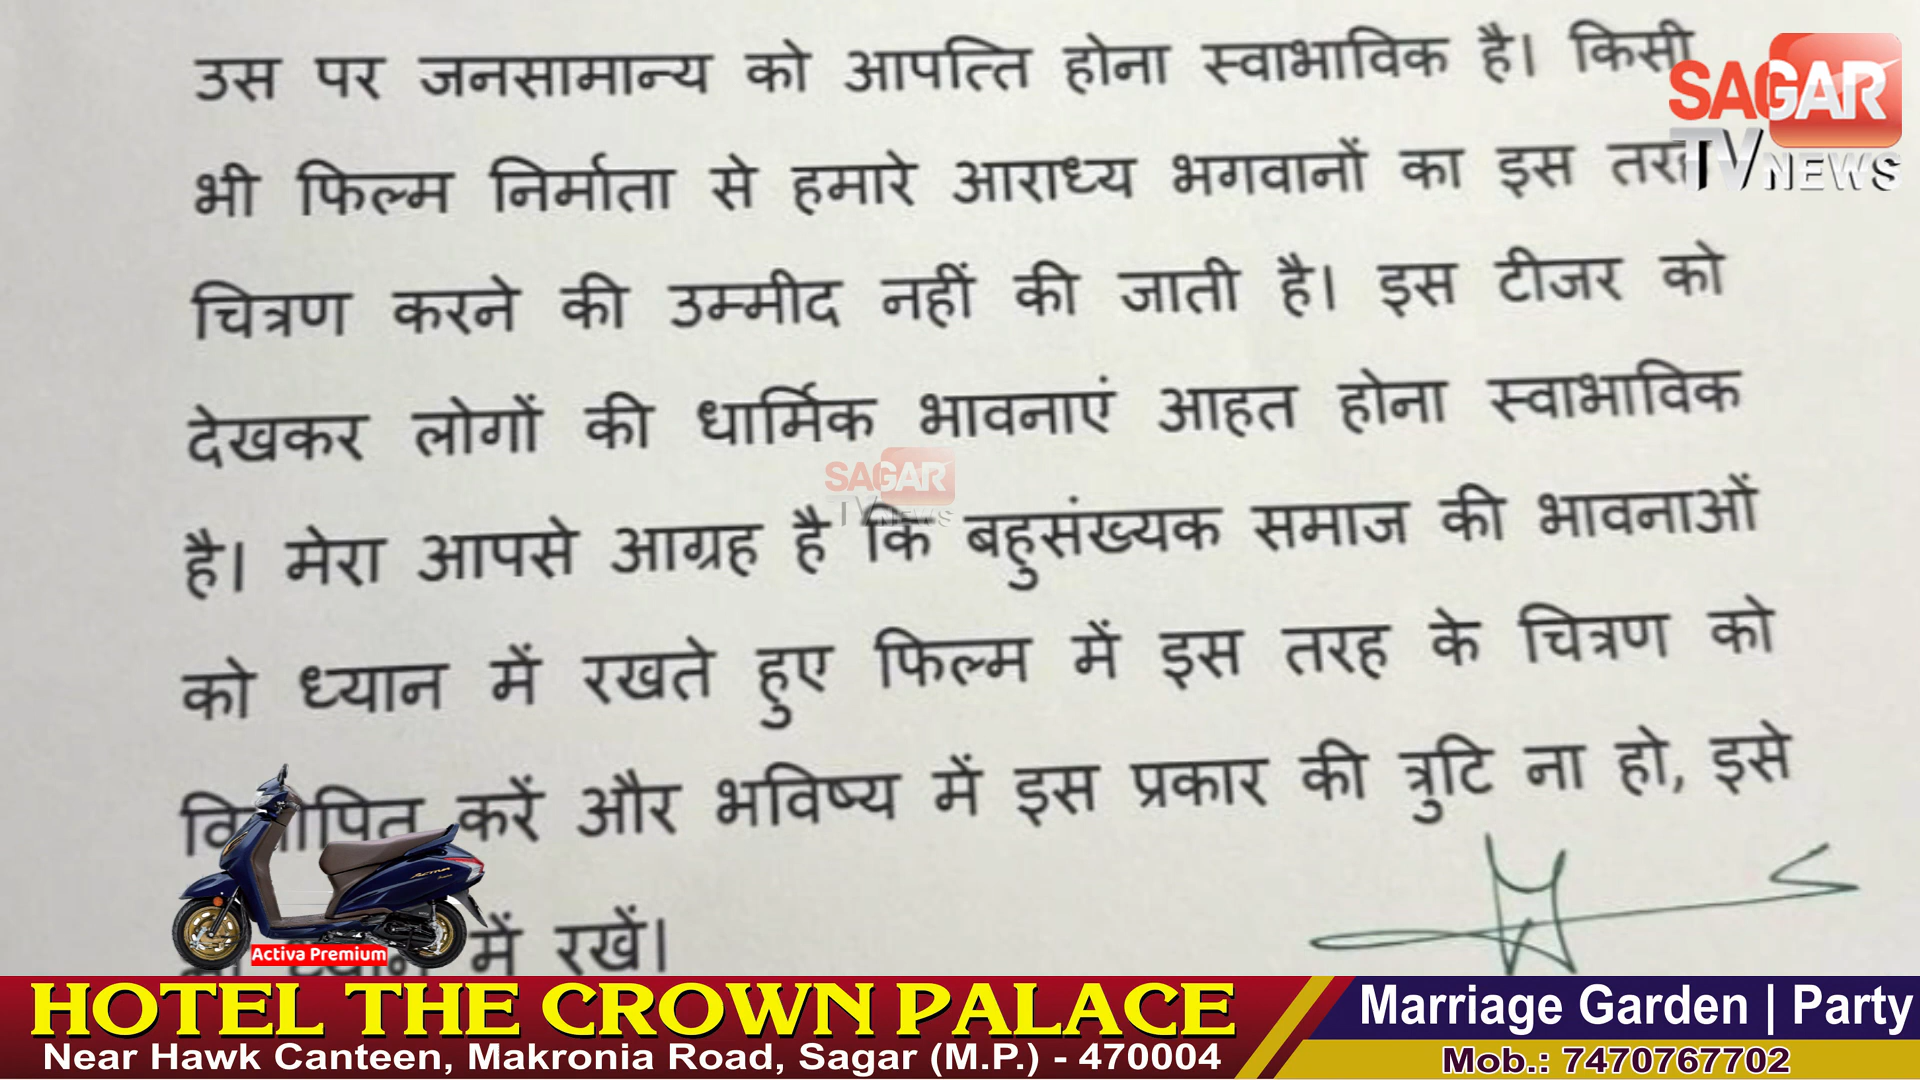 उस पर जनसामान्य को आपत्ति होना स्वाभाविक है। किसी
भी फिल्म निर्माता से हमारे आराध्य भगवानों का इस तरह
चित्रण करने की उम्मीद नहीं की जाती है। इस टीजर को
देखकर लोगों की धार्मिक भावनाएं आहत होना स्वाभाविक
है। मेरा आपसे आग्रह है कि बहुसंख्यक समाज की भावनाओं
को ध्यान में रखते हुए फिल्म में इस तरह के चित्रण को
करें और भविष्य में इस प्रकार की त्रुटि ना हो, इसे
में रखें।
SAGAR
TV NEWS
SAGAR
TV NEWS
Activa Premium
HOTEL THE CROWN PALACE
Near Hawk Canteen, Makronia Road, Sagar (M.P.) - 470004
Marriage Garden | Party
Mob.: 7470767702